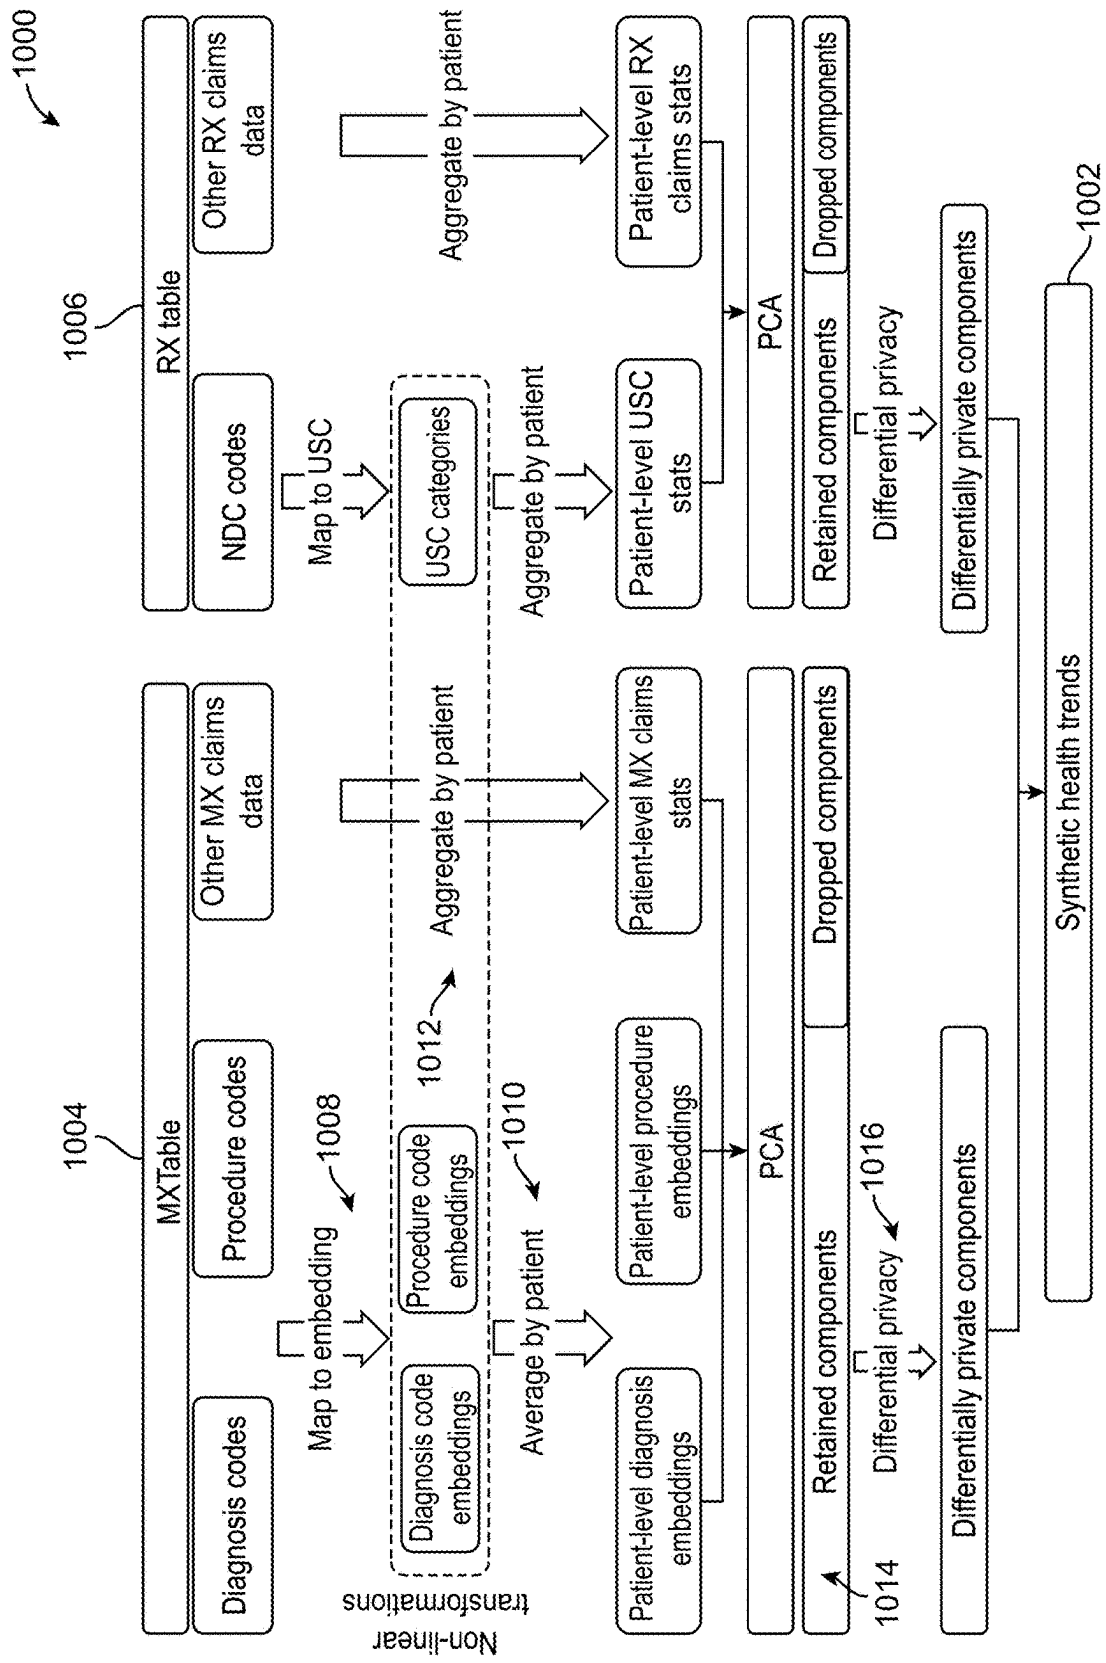 1000
1004
1006
MXTable
RX table
Diagnosis codes
Procedure codes
Other MX claims
data
NDC codes
Other RX claims
data
Map to embedding
1008
Map to USC
Non-linear
transformations
Diagnosis code
embeddings
Procedure code
embeddings
1012
Aggregate by patient
USC categories
Aggregate by patient
Average by patient
1010
Aggregate by patient
Patient-level diagnosis
embeddings
Patient-level procedure
embeddings
Patient-level MX claims
stats
Patient-level USC
stats
Patient-level RX
claims stats
PCA
PCA
Retained components
Dropped components
Retained components
Dropped components
1014
Differential privacy
1016
Differential privacy
Differentially private components
Differentially private components
Synthetic health trends
1002